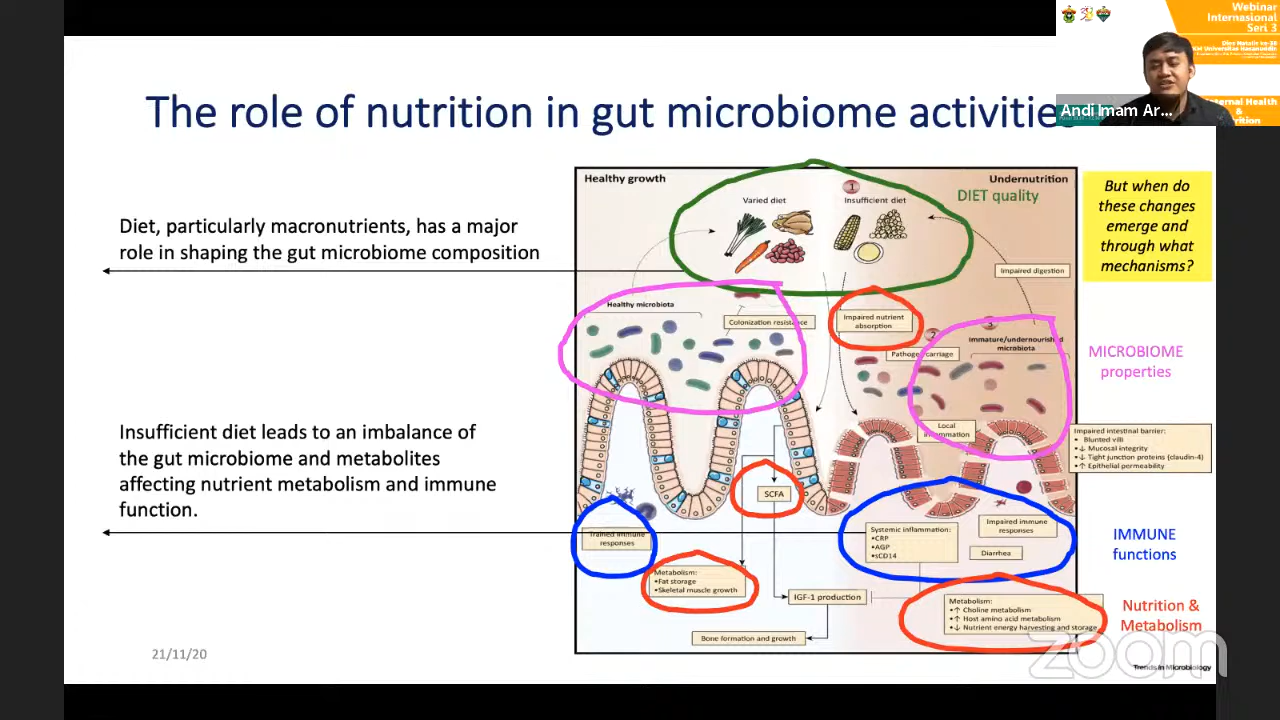 Webinar
Internasional
Seri 3
Andi Imam Ar...
The role of nutrition in gut microbiome activitie
Diet, particularly macronutrients, has a major
role in shaping the gut microbiome composition
Insufficient diet leads to an imbalance of
the gut microbiome and metabolites
affecting nutrient metabolism and immune
function.
21/11/20
Healthy growth
Undernutrition
1
Varied diet
Insufficient diet
DIET quality
Impaired digestion
Healthy microbiota
Colonization resistance
Impaired nutrient
absorption
2
3
Pathogen carriage
Immature/undernourished
microbiota
Local
inflammation
Impaired intestinal barrier:
• Blunted villi
•↓ Mucosal integrity
•↓ Tight junction proteins (claudin-4)
•↑ Epithelial permeability
SCFA
Trained immune
responses
Systemic inflammation:
•CRP
•AGP
•sCD14
Impaired immune
responses
Diarrhea
Metabolism:
•Fat storage
•Skeletal muscle growth
IGF-1 production
Bone formation and growth
Metabolism:
•↑ Choline metabolism
•↑ Host amino acid metabolism
•↓ Nutrient energy harvesting and storage
But when do
these changes
emerge and
through what
mechanisms?
MICROBIOME
properties
IMMUNE
functions
Nutrition &
Metabolism
zoom
Trends in Microbiology